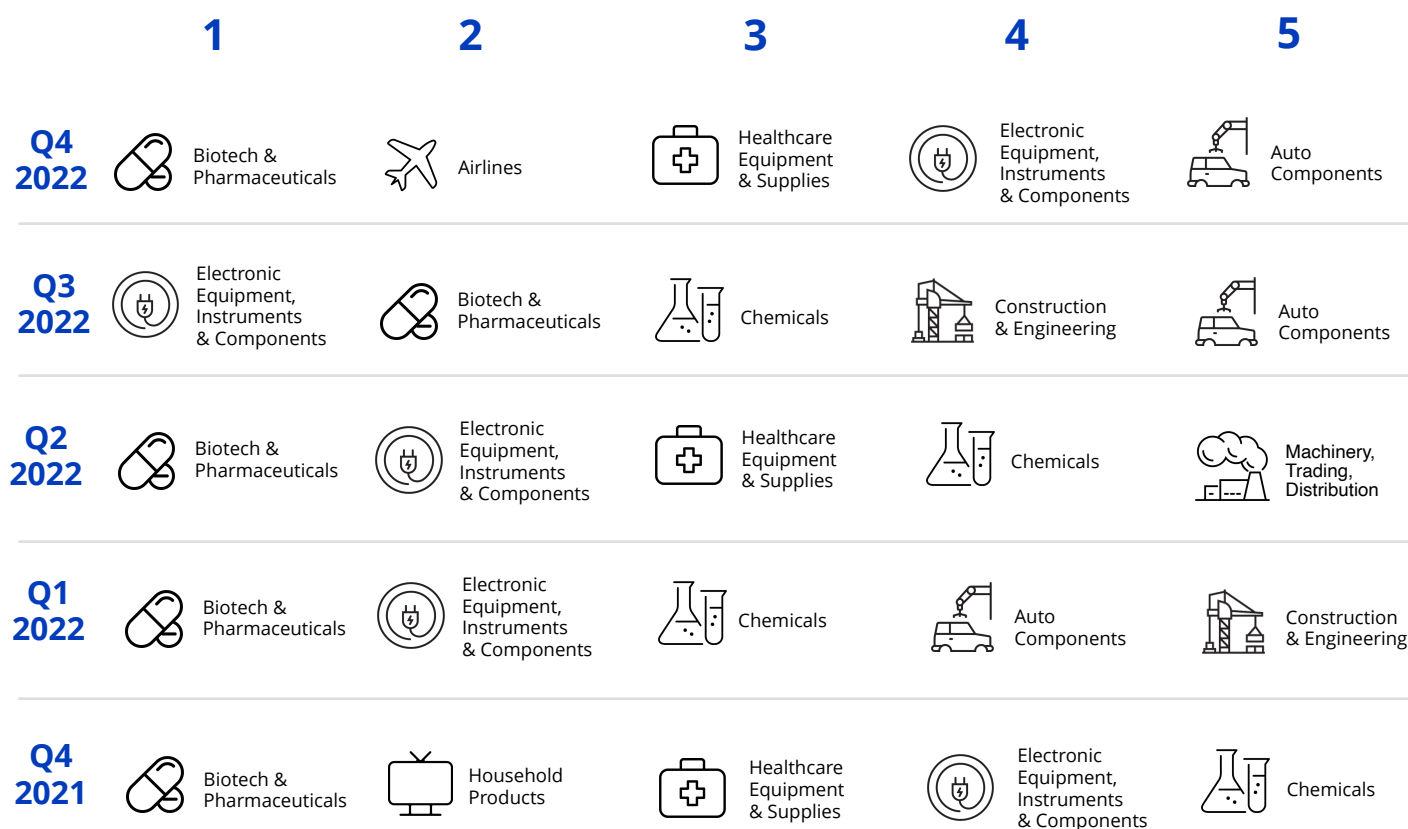 1
2
3
4
5
Q4
2022
Biotech &
Pharmaceuticals
Airlines
Healthcare
Equipment
& Supplies
Electronic
Equipment,
Instruments
& Components
Auto
Components
Q3
2022
Electronic
Equipment,
Instruments
& Components
Biotech &
Pharmaceuticals
Chemicals
Construction
& Engineering
Auto
Components
Q2
2022
Biotech &
Pharmaceuticals
Electronic
Equipment,
Instruments
& Components
Healthcare
Equipment
& Supplies
Chemicals
Machinery,
Trading,
Distribution
Q1
2022
Biotech &
Pharmaceuticals
Electronic
Equipment,
Instruments
& Components
Chemicals
Auto
Components
Construction
& Engineering
Q4
2021
Biotech &
Pharmaceuticals
Household
Products
Healthcare
Equipment
& Supplies
Electronic
Equipment,
Instruments
& Components
Chemicals